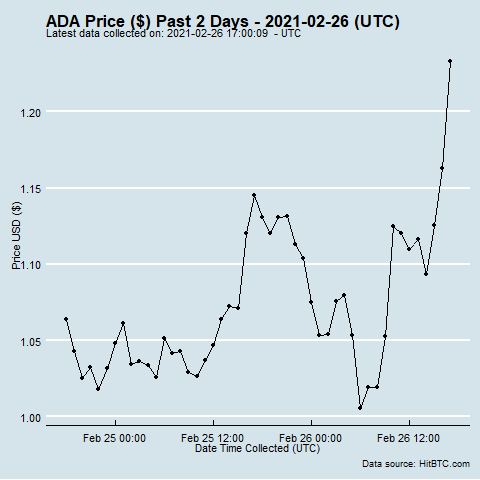 ADA Price ($) Past 2 Days - 2021-02-26 (UTC)
Latest data collected on: 2021-02-26 17:00:09  - UTC
Price USD ($)
1.20
1.15
1.10
1.05
1.00
Feb 25 00:00
Feb 25 12:00
Feb 26 00:00
Feb 26 12:00
Date Time Collected (UTC)
Data source: HitBTC.com